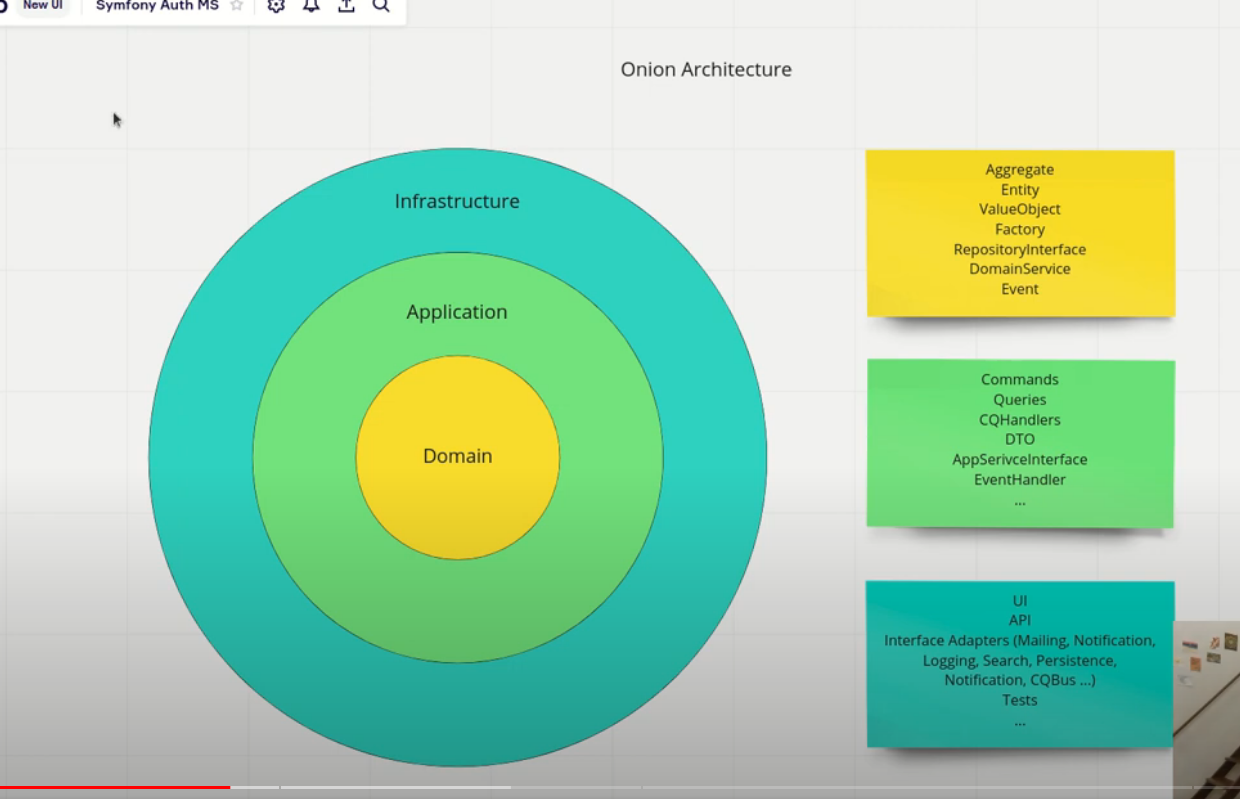 New UI
Symfony Auth MS
Onion Architecture
Infrastructure
Application
Domain
Aggregate
Entity
ValueObject
Factory
RepositoryInterface
DomainService
Event
Commands
Queries
CQHandlers
DTO
AppSerivceInterface
EventHandler
...
UI
API
Interface Adapters (Mailing, Notification,
Logging, Search, Persistence,
Notification, CQBus ...)
Tests
...